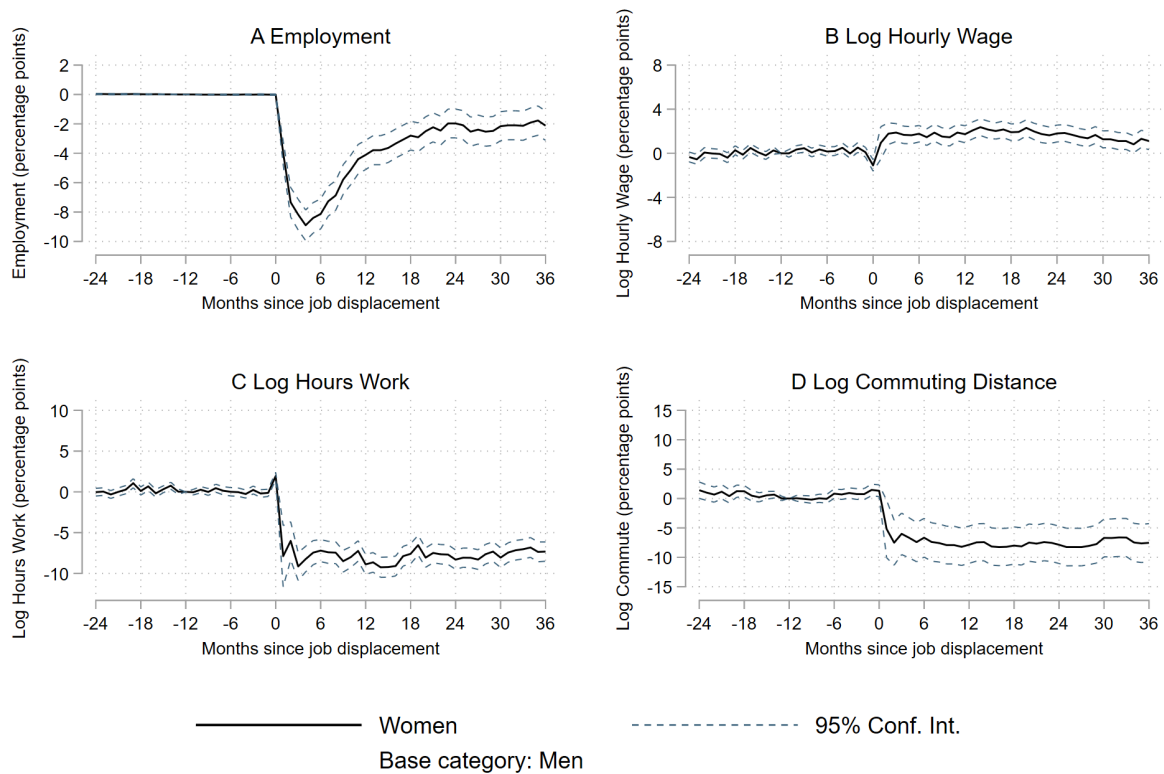 A Employment
Employment (percentage points)
2
0
-2
-4
-6
-8
-10
-24 -18 -12 -6 0 6 12 18 24 30 36
Months since job displacement
B Log Hourly Wage
Log Hourly Wage (percentage points)
8
4
0
-4
-8
-24 -18 -12 -6 0 6 12 18 24 30 36
Months since job displacement
C Log Hours Work
Log Hours Work (percentage points)
10
5
0
-5
-10
-24 -18 -12 -6 0 6 12 18 24 30 36
Months since job displacement
D Log Commuting Distance
Log Commute (percentage points)
15
10
5
0
-5
-10
-15
-24 -18 -12 -6 0 6 12 18 24 30 36
Months since job displacement
Women
95% Conf. Int.
Base category: Men